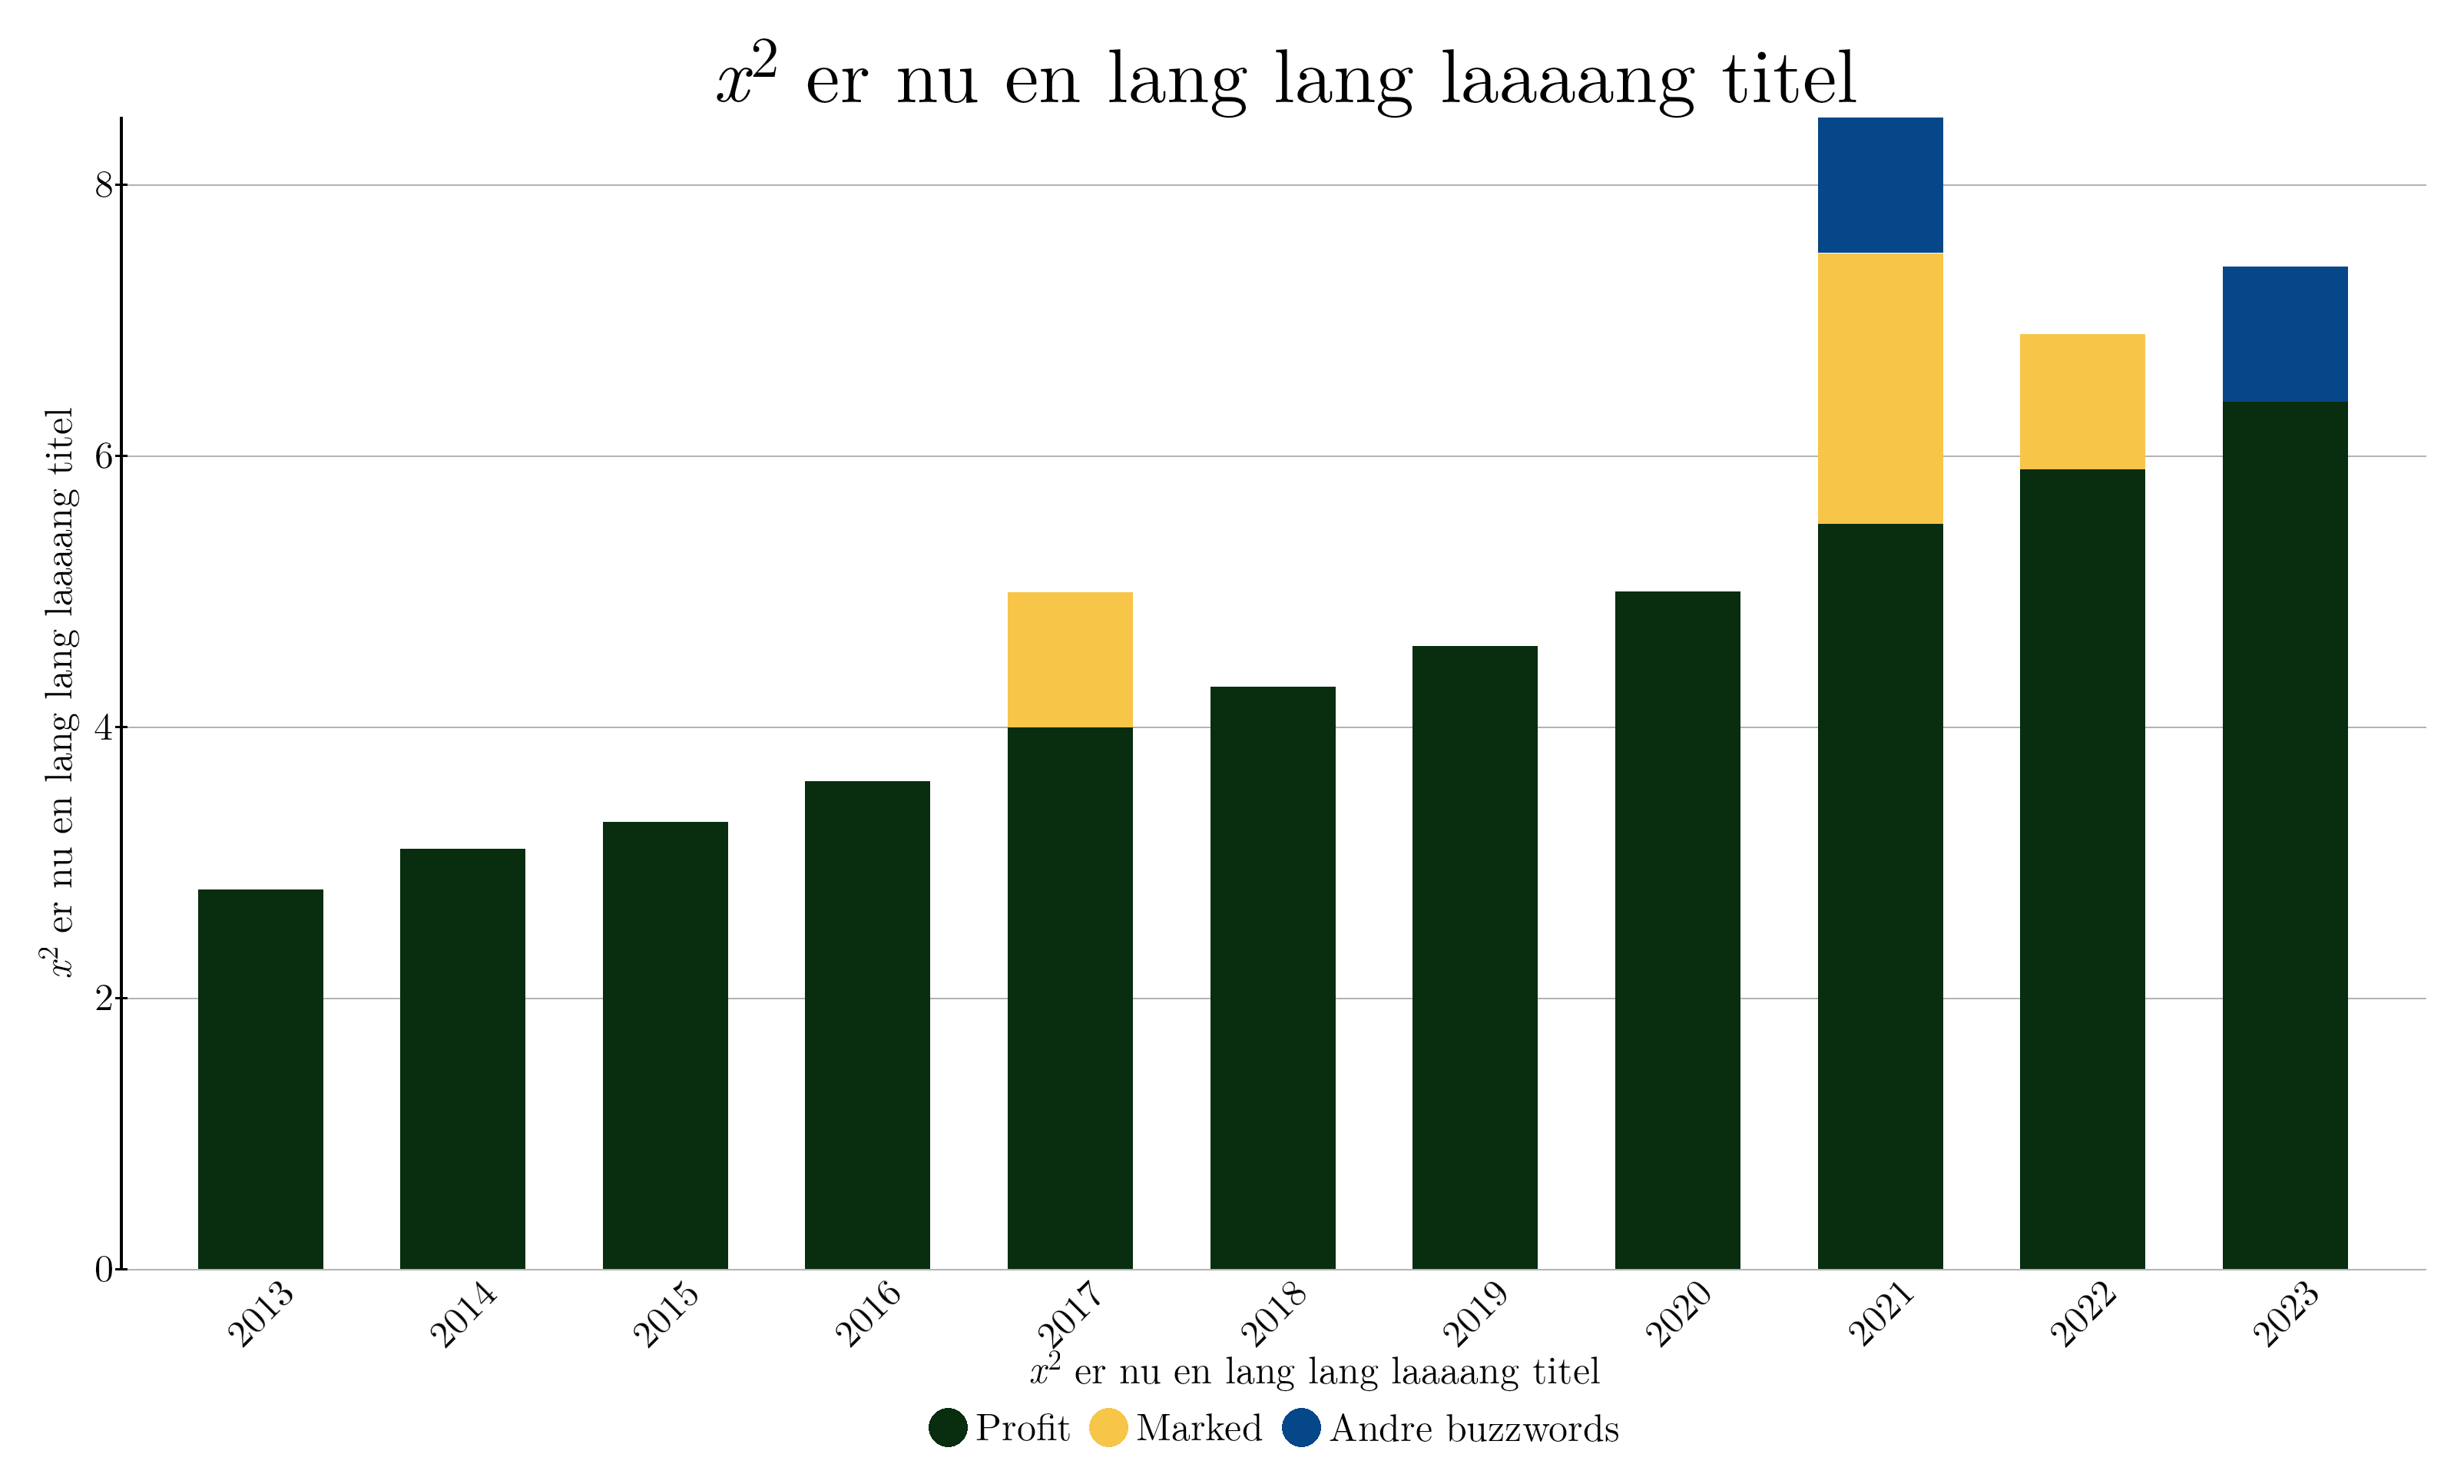 x² er nu en lang lang laaaang titel
x² er nu en lang lang laaaang titel
8
6
4
2
0
2013 2014 2015 2016 2017 2018 2019 2020 2021 2022 2023
x² er nu en lang lang laaaang titel
Profit Marked Andre buzzwords